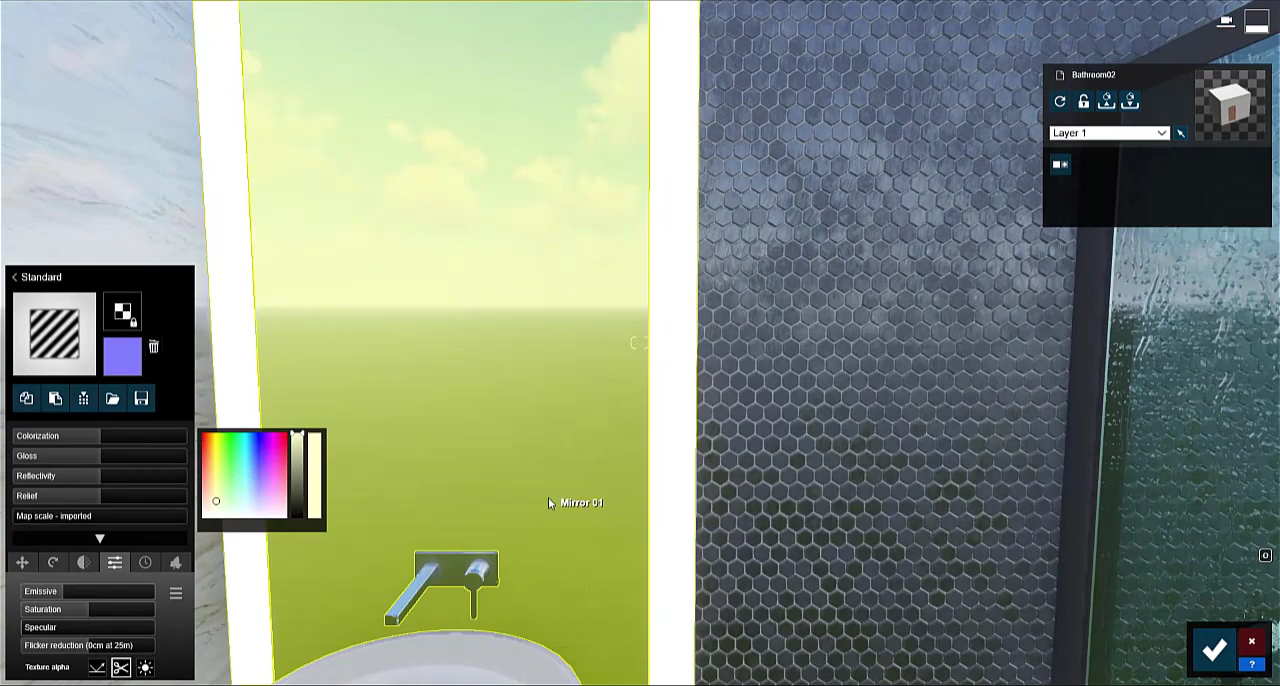 Bathroom02
Layer 1
Standard
Colorization
Gloss
Reflectivity
Relief
Map scale - imported
Mirror 01
Emissive
Saturation
Specular
Flicker reduction (0cm at 25m)
Texture alpha
?